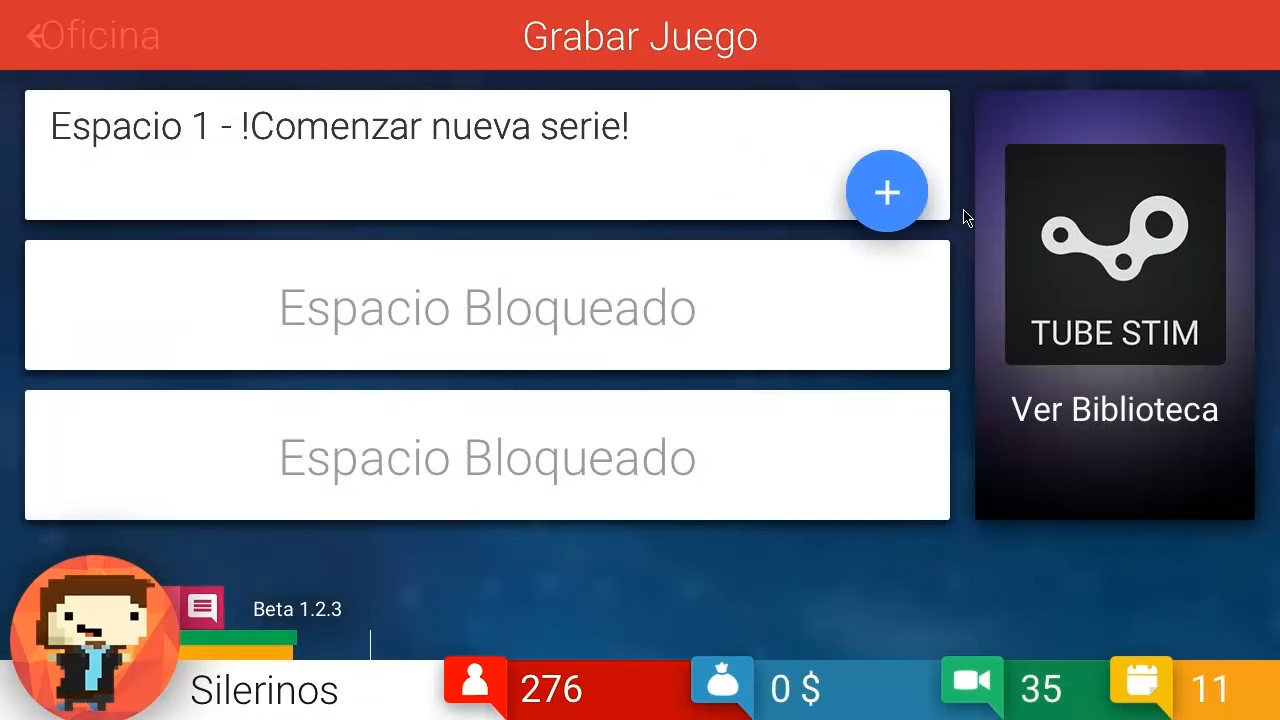 Oficina
Grabar Juego
Espacio 1 - !Comenzar nueva serie!
+
Espacio Bloqueado
Espacio Bloqueado
TUBE STIM
Ver Biblioteca
Beta 1.2.3
Silerinos
276
0 $
35
11